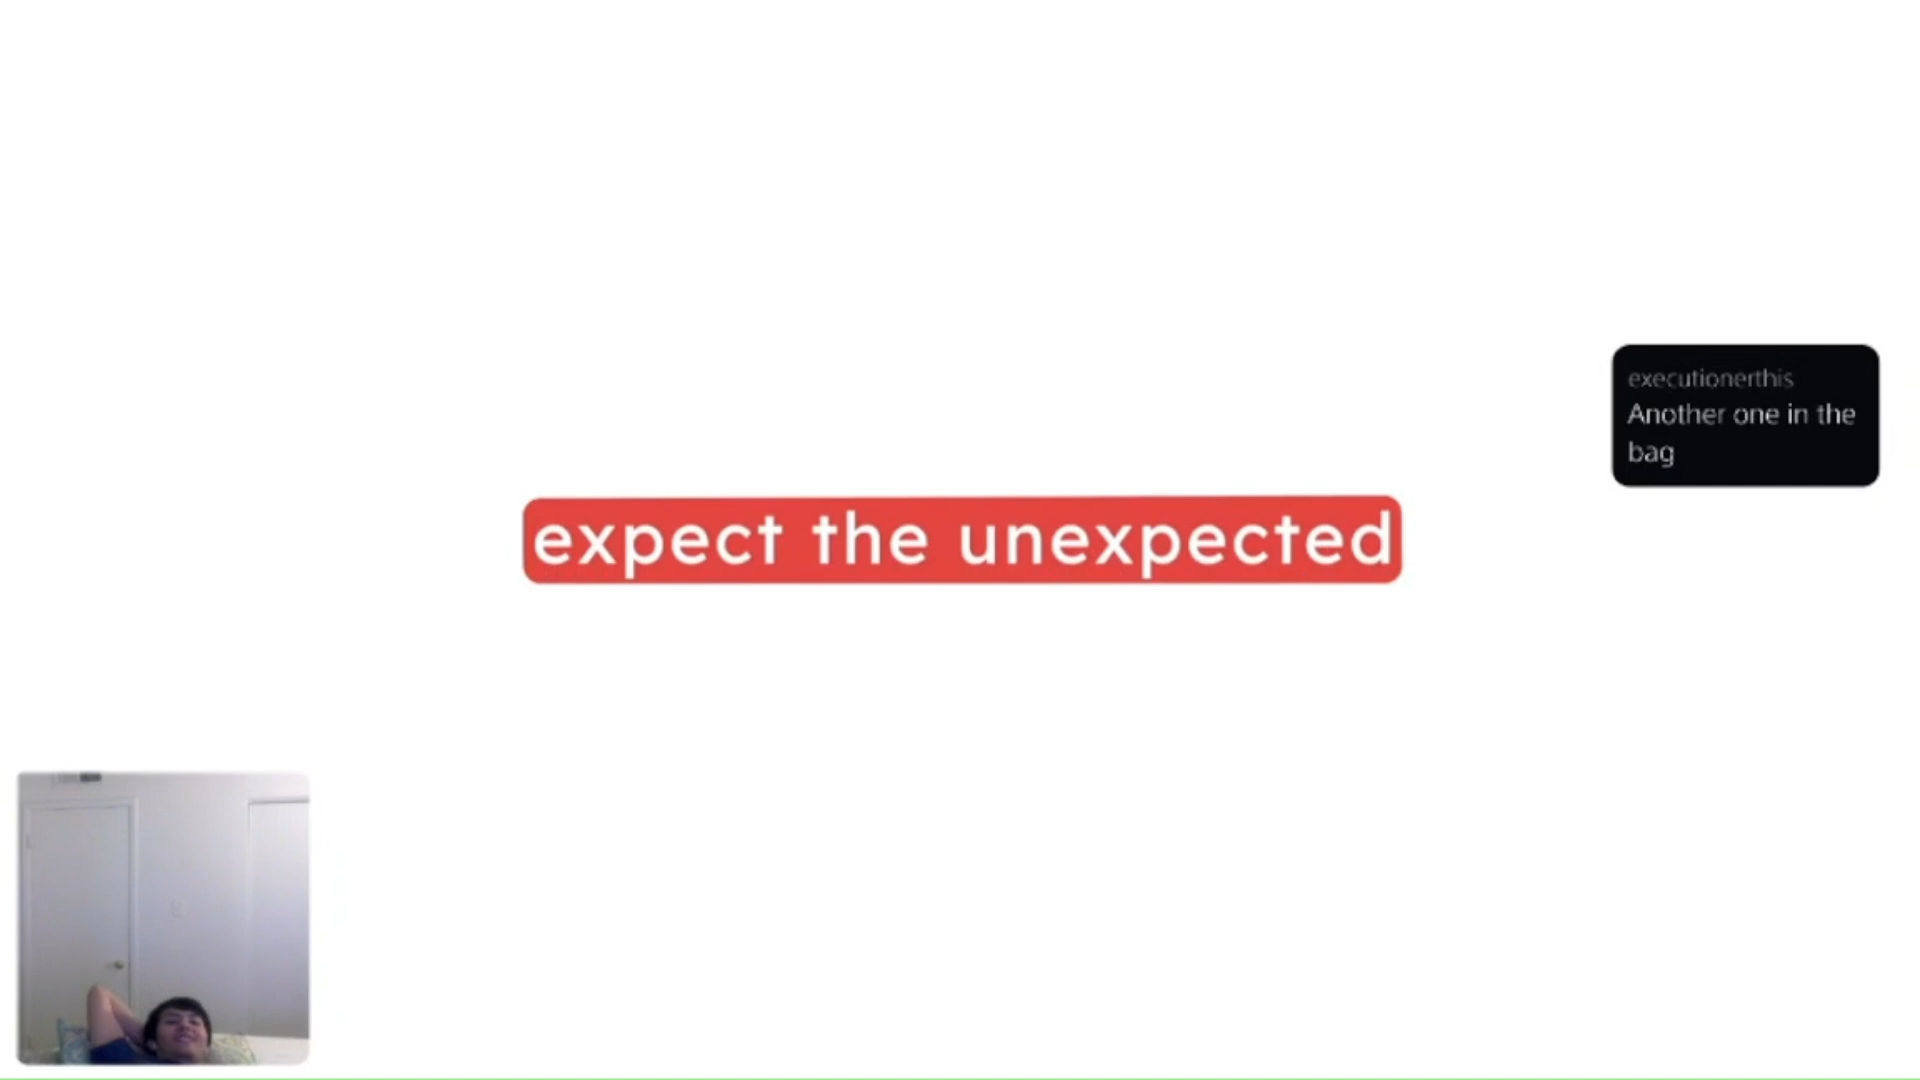 executionerthis
Another one in the
bag
expect the unexpected